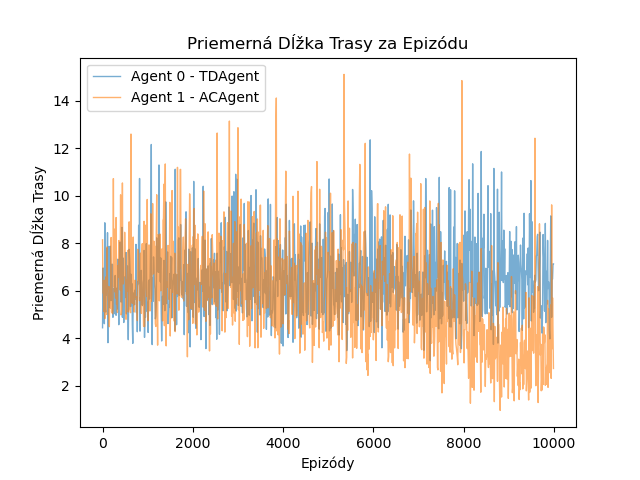 Priemerná Dĺžka Trasy za Epizódu
Agent 0 - TDAgent
Agent 1 - ACAgent
Priemerná Dĺžka Trasy
14
12
10
8
6
4
2
0 2000 4000 6000 8000 10000
Epizódy